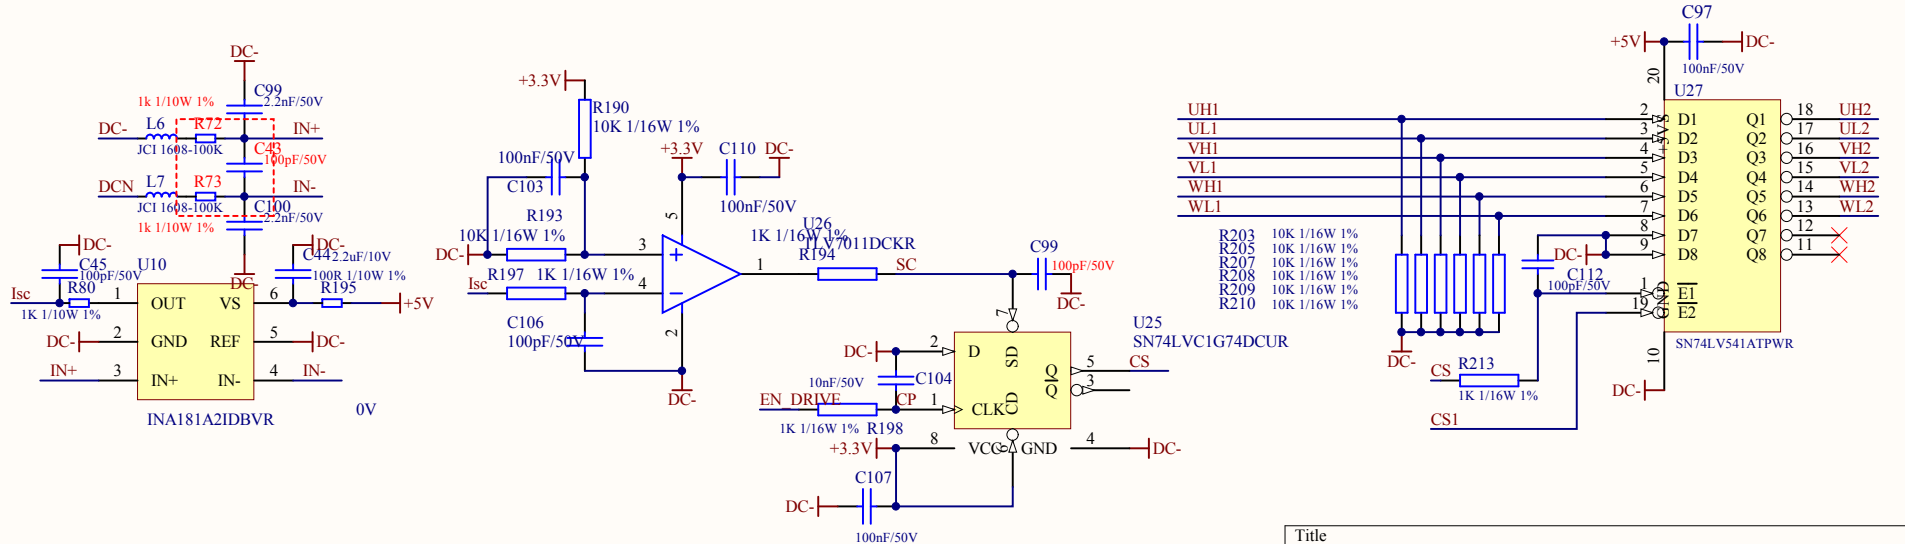 DC-
C99
2.2nF/50V
1k 1/10W 1%
DC-
L6
R72
IN+
JCI 1608-100K
C43
100pF/50V
DCN
L7
R73
IN-
JCI 1608-100K
C100
2.2nF/50V
1k 1/10W 1%
DC-
DC-
C45
100pF/50V
U10
DC-
C44
2.2uF/10V
100R 1/10W 1%
Isc
R80
1
OUT
VS
6
R195
+5V
1K 1/10W 1%
DC-
2
GND
REF
5
DC-
IN+
3
IN+
IN-
4
IN-
INA181A2IDBVR
0V
+3.3V
R190
10K 1/16W 1%
100nF/50V
C103
R193
10K 1/16W 1%
DC-
R197
1K 1/16W 1%
Isc
C106
100pF/50V
+3.3V
C110
DC-
100nF/50V
5
3
4
1
2
DC-
U26
TLV7011DCKR
1K 1/16W 1%
R194
SC
C99
100pF/50V
DC-
7
U25
SN74LVC1G74DCUR
DC-
2
D
SD
Q
5
CS
10nF/50V
C104
Q
3
EN_DRIVE
CP
1
CLK
CD
1K 1/16W 1%
R198
+3.3V
8
VCC
6
GND
4
DC-
C107
DC-
100nF/50V
C97
+5V
DC-
100nF/50V
20
U27
+5V
UH1
2
D1
Q1
18
UH2
UL1
3
D2
Q2
17
UL2
VH1
4
D3
Q3
16
VH2
VL1
5
D4
Q4
15
VL2
WH1
6
D5
Q5
14
WH2
WL1
7
D6
Q6
13
WL2
R203
10K 1/16W 1%
8
D7
Q7
12
R205
10K 1/16W 1%
DC-
9
D8
Q8
11
R207
10K 1/16W 1%
R208
10K 1/16W 1%
R209
10K 1/16W 1%
R210
10K 1/16W 1%
C112
100pF/50V
1
E1
19
E2
GND
DC-
SN74LV541ATPWR
10
CS
R213
1K 1/16W 1%
DC-
CS1
Title